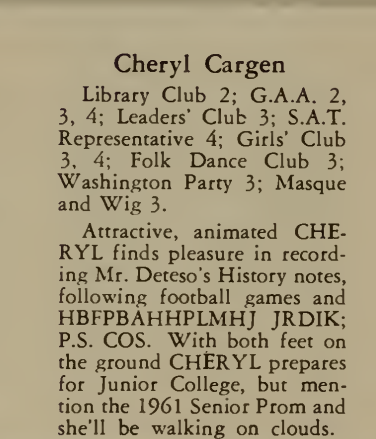 Cheryl Cargen
Library Club 2; G.A.A. 2,
3, 4; Leaders' Club 3; S.A.T.
Representative 4; Girls' Club
3, 4; Folk Dance Club 3;
Washington Party 3; Masque
and Wig 3.
Attractive, animated CHE-
RYL finds pleasure in record-
ing Mr. Deteso's History notes,
following football games and
HBFPBAHHPLMHJ JRDIK;
P.S. COS. With both feet on
the ground CHERYL prepares
for Junior College, but men-
tion the 1961 Senior Prom and
she'll be walking on clouds.